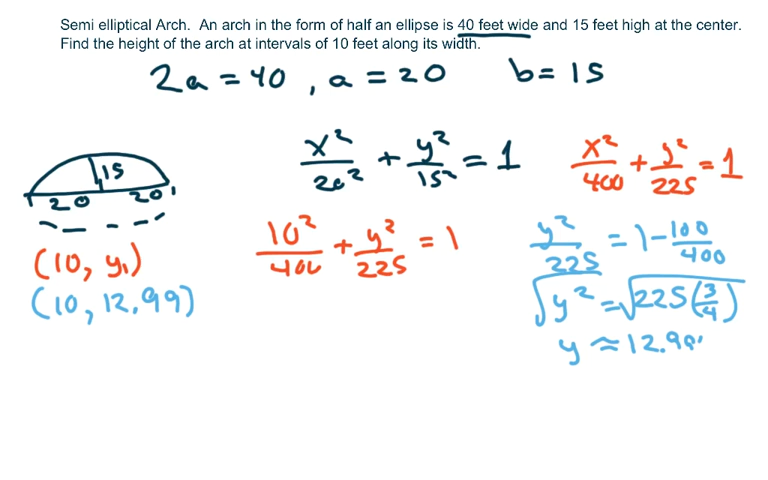 Semi elliptical Arch. An arch in the form of half an ellipse is 40 feet wide and 15 feet high at the center.
Find the height of the arch at intervals of 10 feet along its width.
2a = 40 , a = 20 b = 15
15
20 20
x²/20² + y²/15² = 1
x²/400 + y²/225 = 1
(10, y₁)
(10, 12.99)
10²/400 + y²/225 = 1
y²/225 = 1 - 100/400
√y² = √225(3/4)
y ≈ 12.99